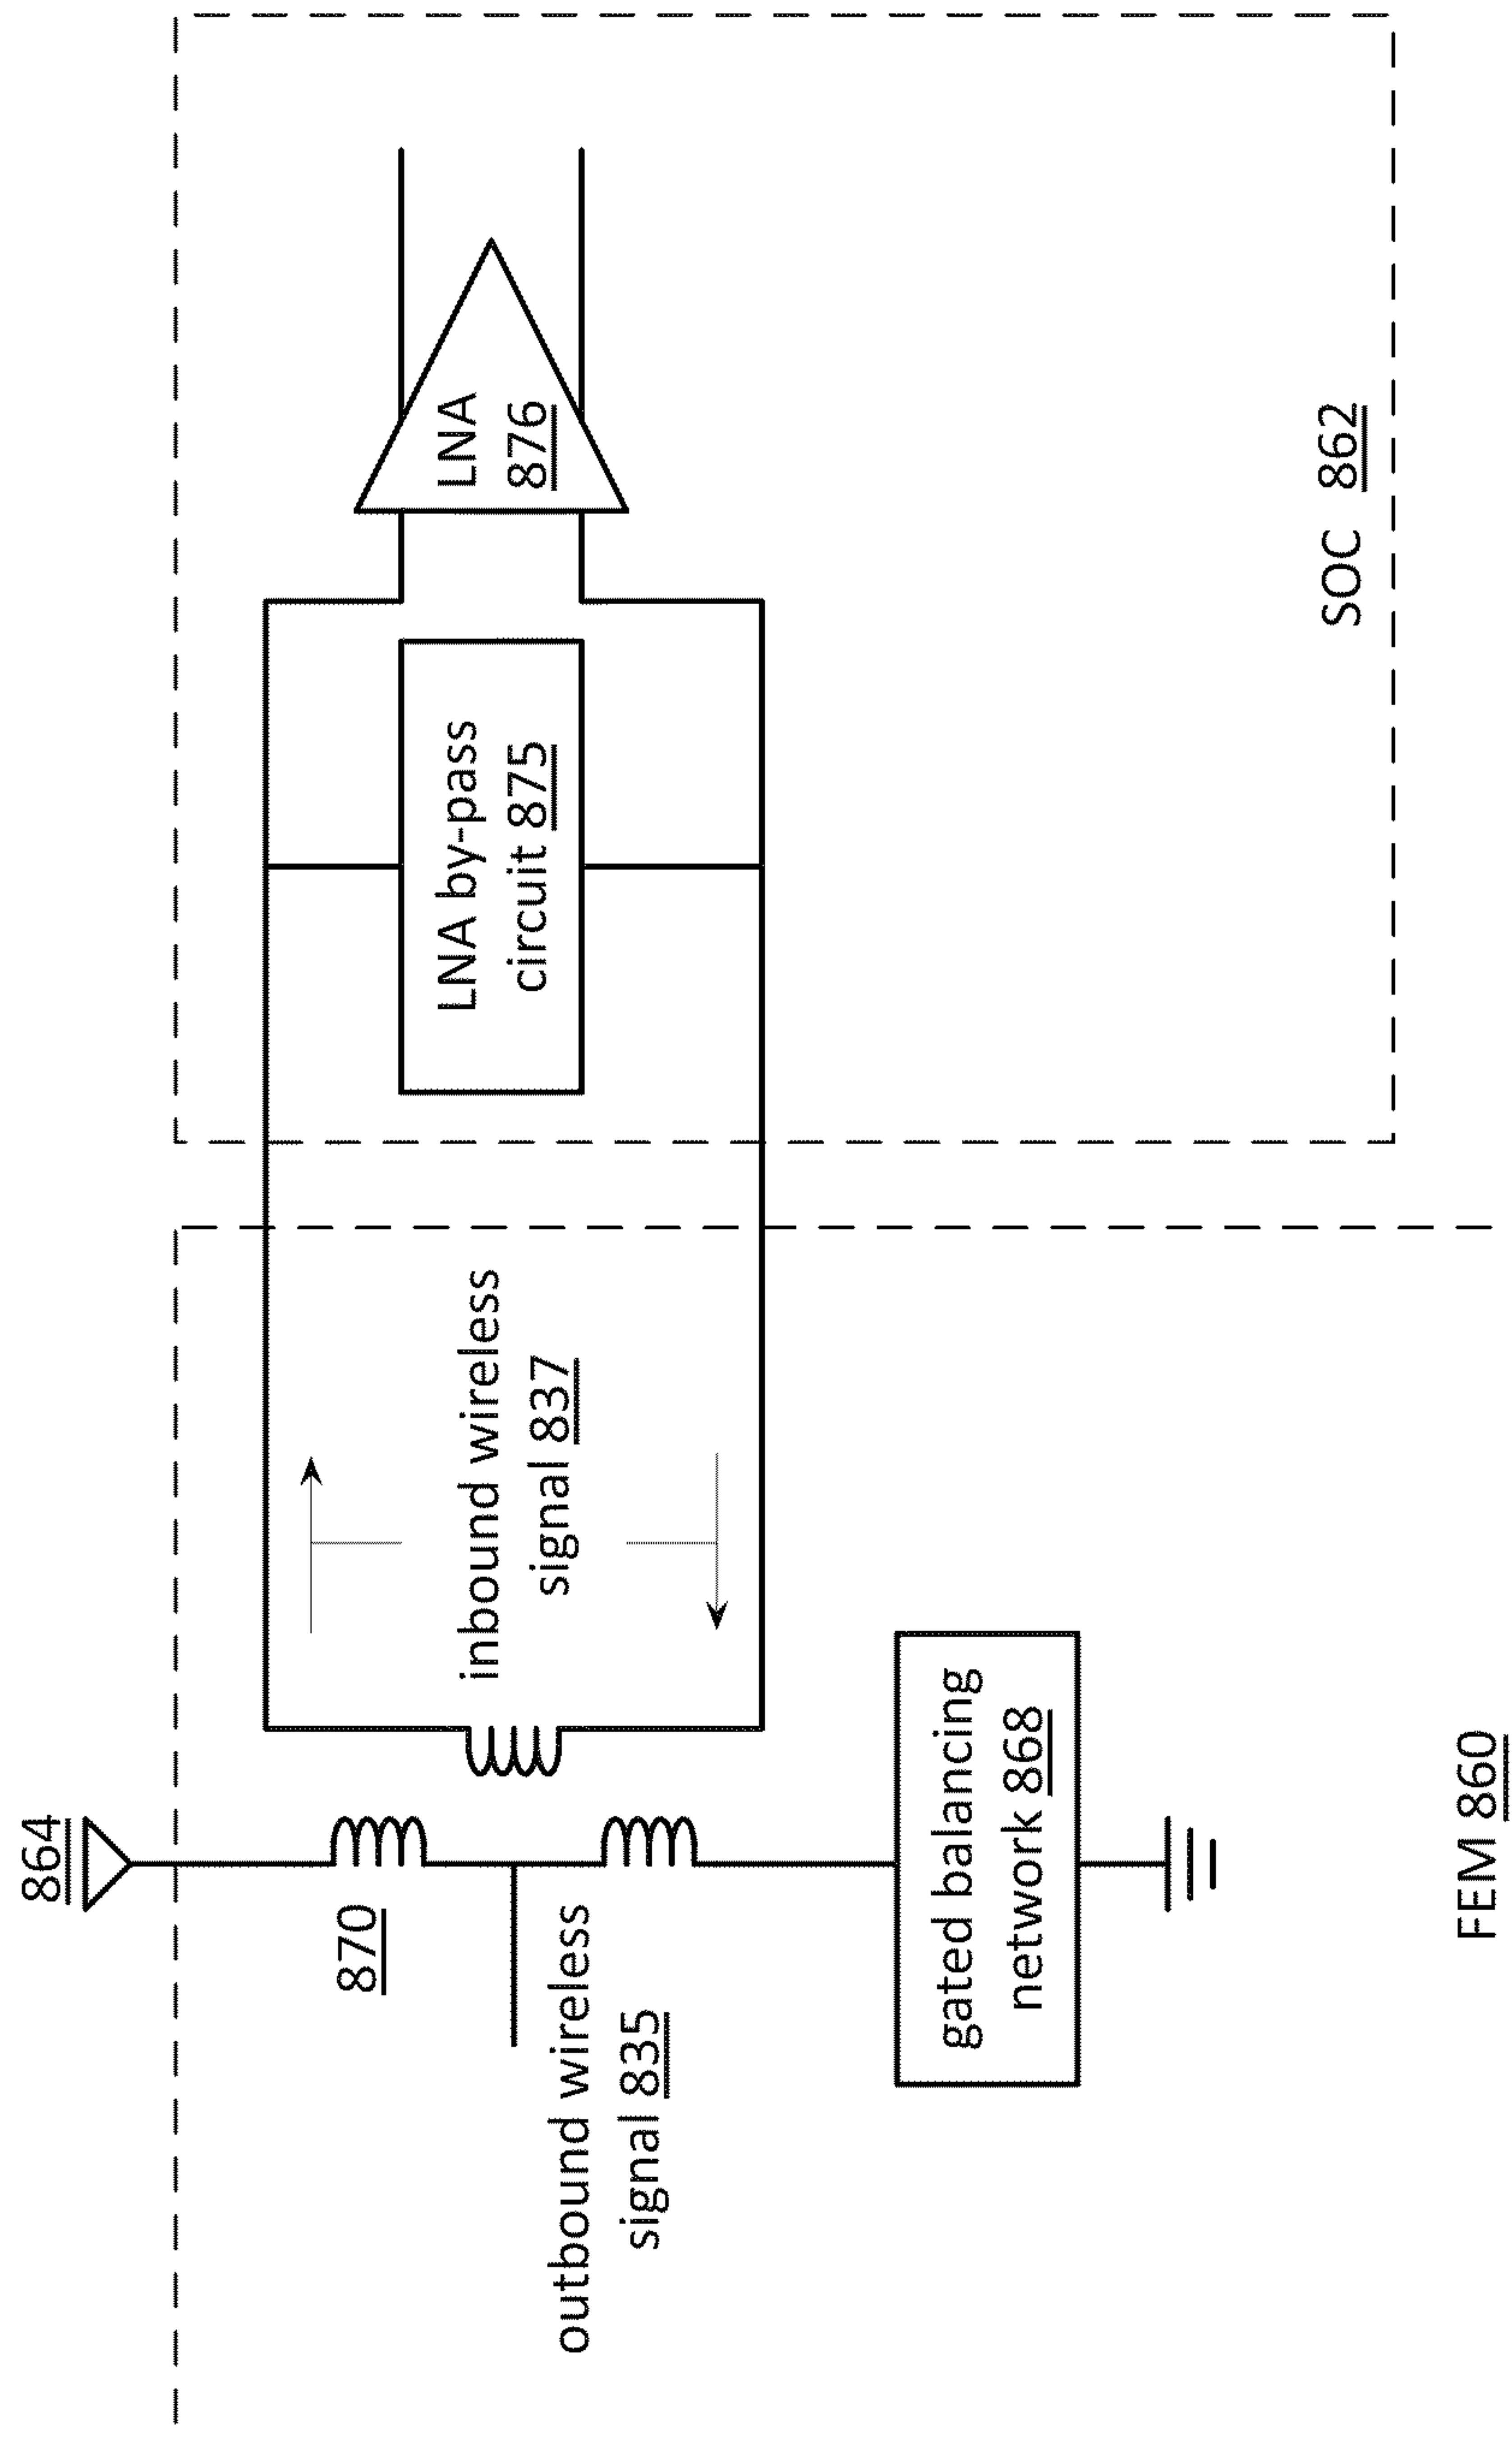 864
870
outbound wireless
signal 835
inbound wireless
signal 837
gated balancing
network 868
FEM 860
LNA by-pass
circuit 875
LNA
876
SOC 862